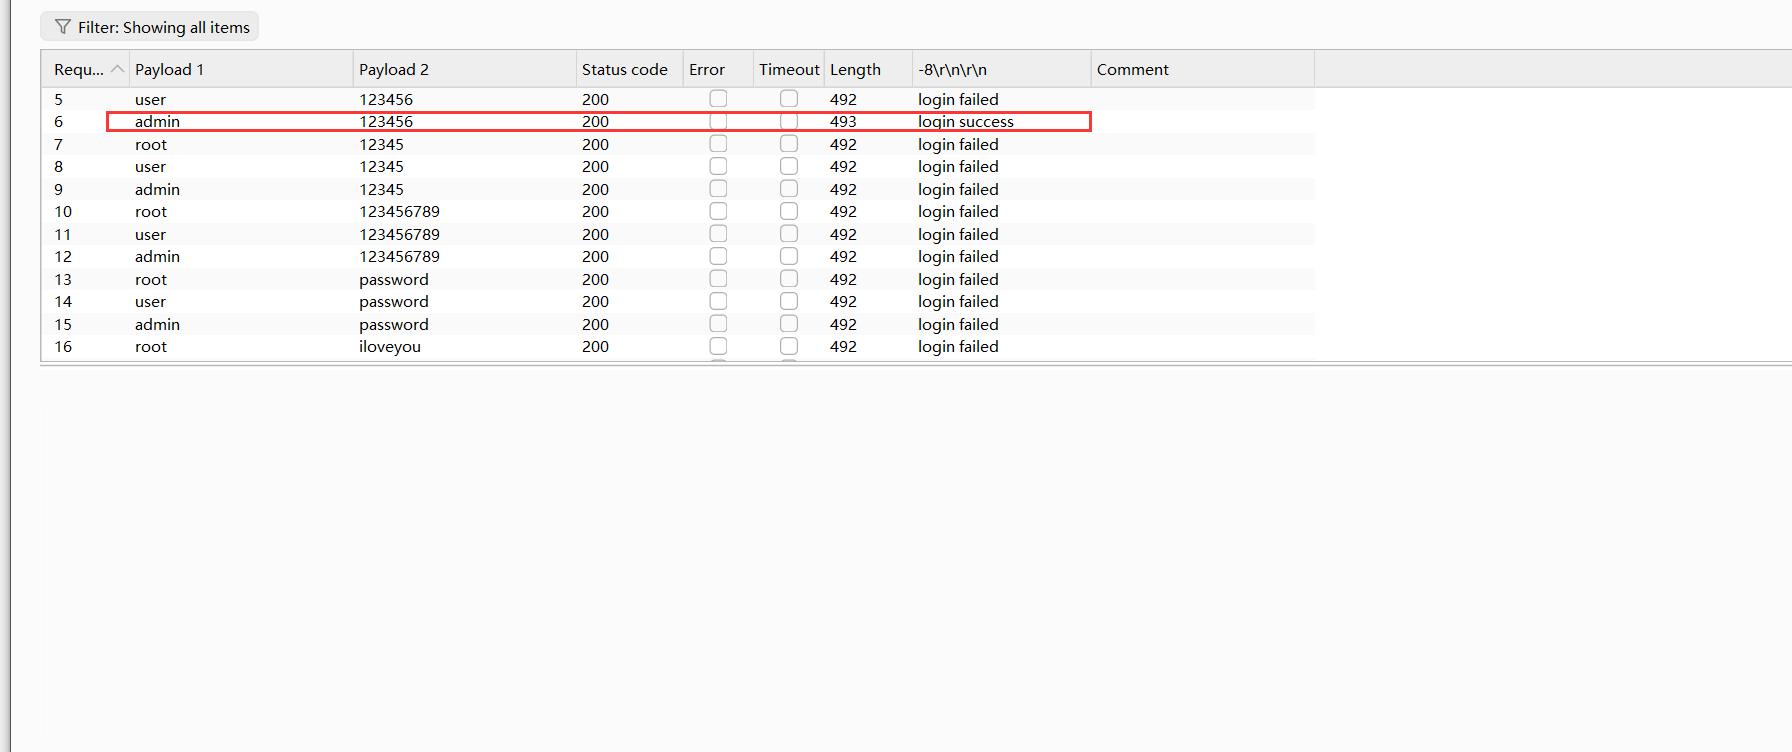 Filter: Showing all items
Requ... Payload 1 Payload 2 Status code Error Timeout Length -8\r\n\r\n Comment
5 user 123456 200 492 login failed
6 admin 123456 200 493 login success
7 root 12345 200 492 login failed
8 user 12345 200 492 login failed
9 admin 12345 200 492 login failed
10 root 123456789 200 492 login failed
11 user 123456789 200 492 login failed
12 admin 123456789 200 492 login failed
13 root password 200 492 login failed
14 user password 200 492 login failed
15 admin password 200 492 login failed
16 root iloveyou 200 492 login failed